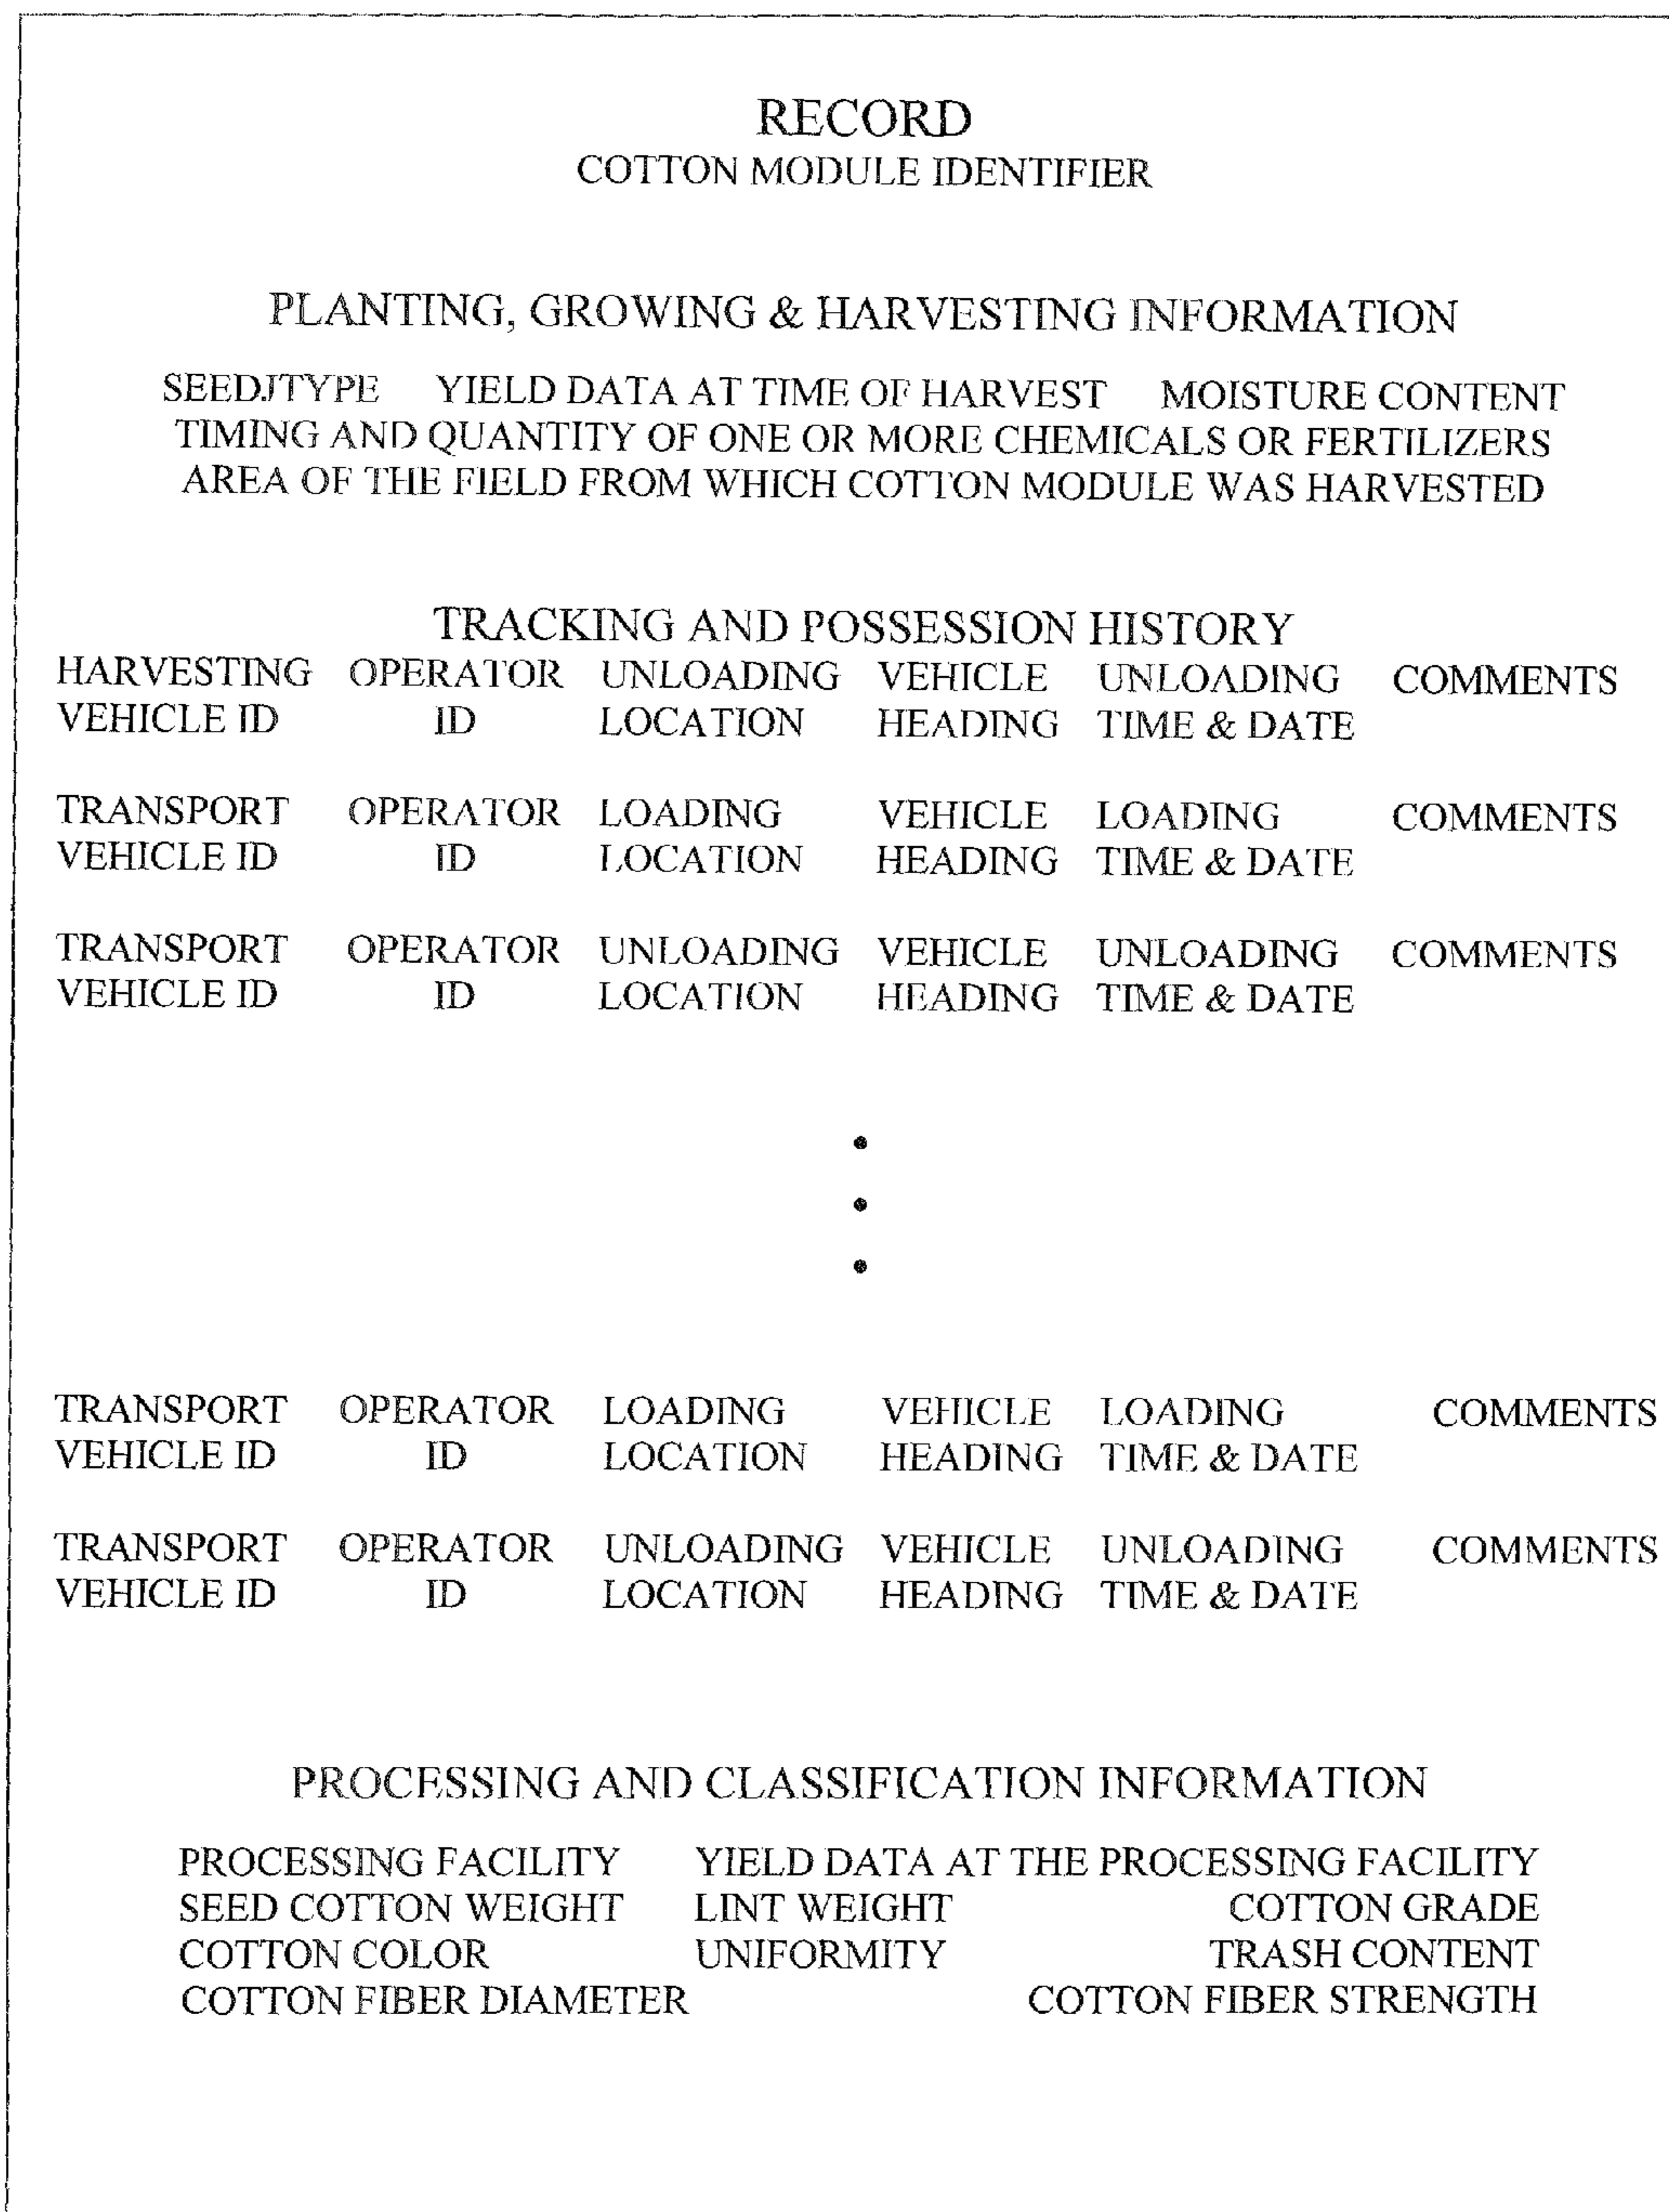 RECORD
COTTON MODULE IDENTIFIER
PLANTING, GROWING & HARVESTING INFORMATION
SEEDJTYPE YIELD DATA AT TIME OF HARVEST MOISTURE CONTENT
TIMING AND QUANTITY OF ONE OR MORE CHEMICALS OR FERTILIZERS
AREA OF THE FIELD FROM WHICH COTTON MODULE WAS HARVESTED
TRACKING AND POSSESSION HISTORY
HARVESTING OPERATOR UNLOADING VEHICLE UNLOADING COMMENTS
VEHICLE ID ID LOCATION HEADING TIME & DATE
TRANSPORT OPERATOR LOADING VEHICLE LOADING COMMENTS
VEHICLE ID ID LOCATION HEADING TIME & DATE
TRANSPORT OPERATOR UNLOADING VEHICLE UNLOADING COMMENTS
VEHICLE ID ID LOCATION HEADING TIME & DATE
TRANSPORT OPERATOR LOADING VEHICLE LOADING COMMENTS
VEHICLE ID ID LOCATION HEADING TIME & DATE
TRANSPORT OPERATOR UNLOADING VEHICLE UNLOADING COMMENTS
VEHICLE ID ID LOCATION HEADING TIME & DATE
PROCESSING AND CLASSIFICATION INFORMATION
PROCESSING FACILITY YIELD DATA AT THE PROCESSING FACILITY
SEED COTTON WEIGHT LINT WEIGHT COTTON GRADE
COTTON COLOR UNIFORMITY TRASH CONTENT
COTTON FIBER DIAMETER COTTON FIBER STRENGTH